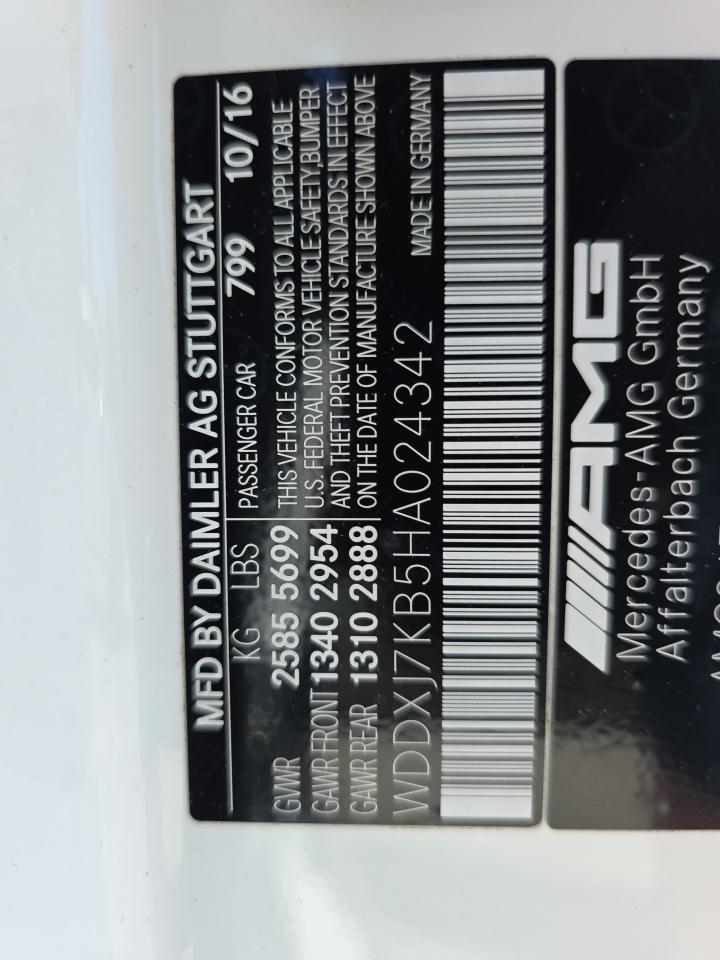 MFD BY DAIMLER AG STUTTGART
KG LBS PASSENGER CAR 799 10/16
GVWR 2585 5699 THIS VEHICLE CONFORMS TO ALL APPLICABLE
GAWR FRONT 1340 2954 U.S. FEDERAL MOTOR VEHICLE SAFETY,BUMPER
AND THEFT PREVENTION STANDARDS IN EFFECT
GAWR REAR 1310 2888 ON THE DATE OF MANUFACTURE SHOWN ABOVE
WDDXJ7KB5HA024342 MADE IN GERMANY
AMG
Mercedes-AMG GmbH
Affalterbach Germany